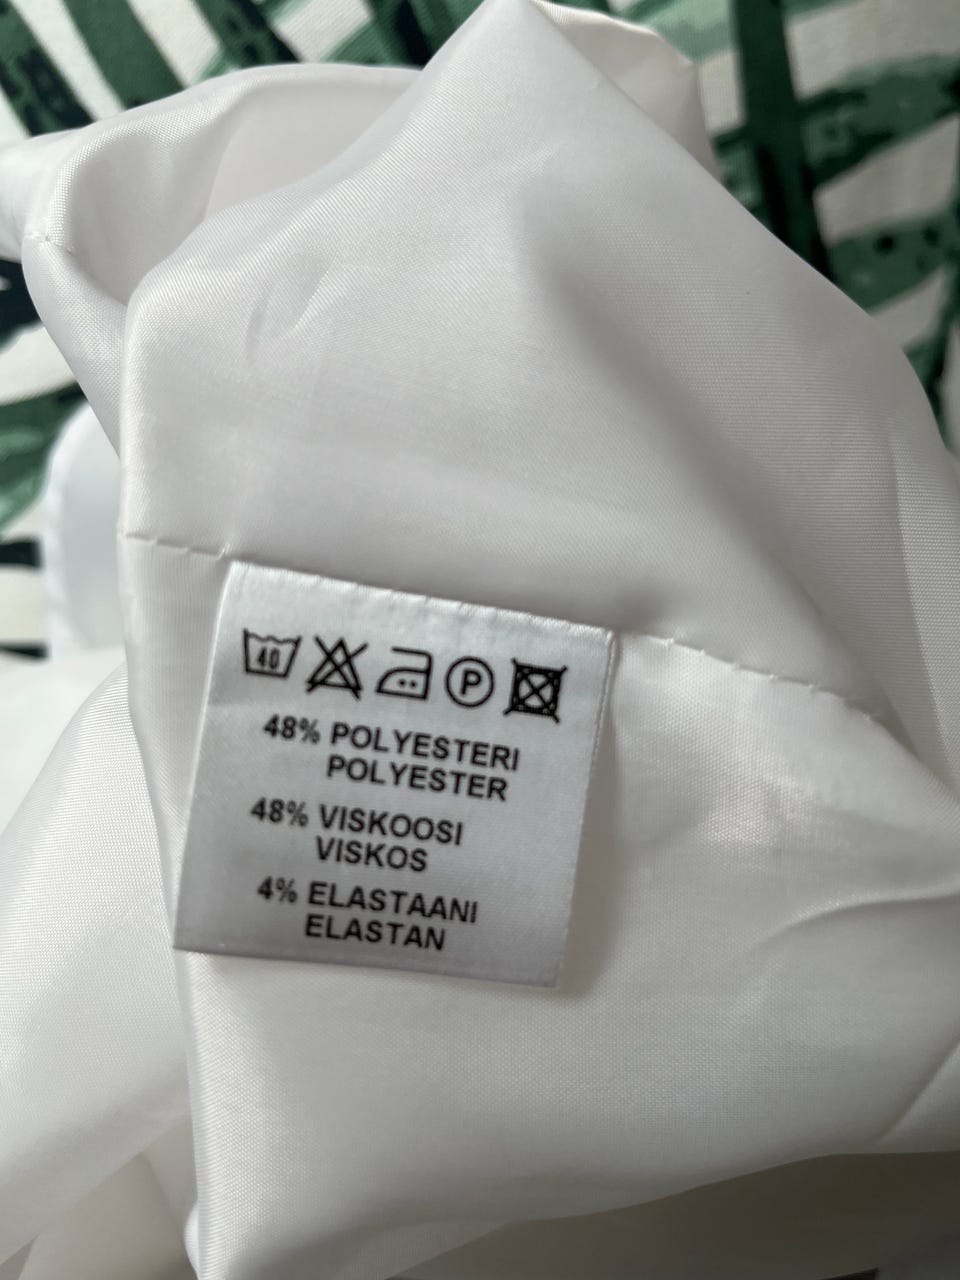 40 P
48% POLYESTERI
POLYESTER
48% VISKOOSI
VISKOS
4% ELASTAANI
ELASTAN